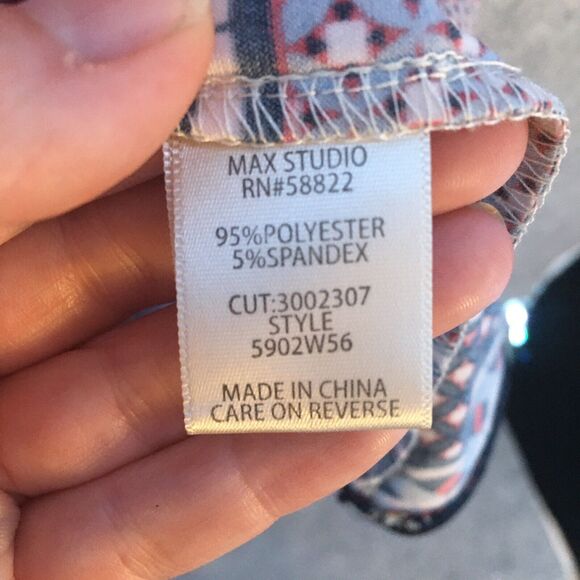 MAX STUDIO
RN#58822
95%POLYESTER
5%SPANDEX
CUT:3002307
STYLE
5902W56
MADE IN CHINA
CARE ON REVERSE